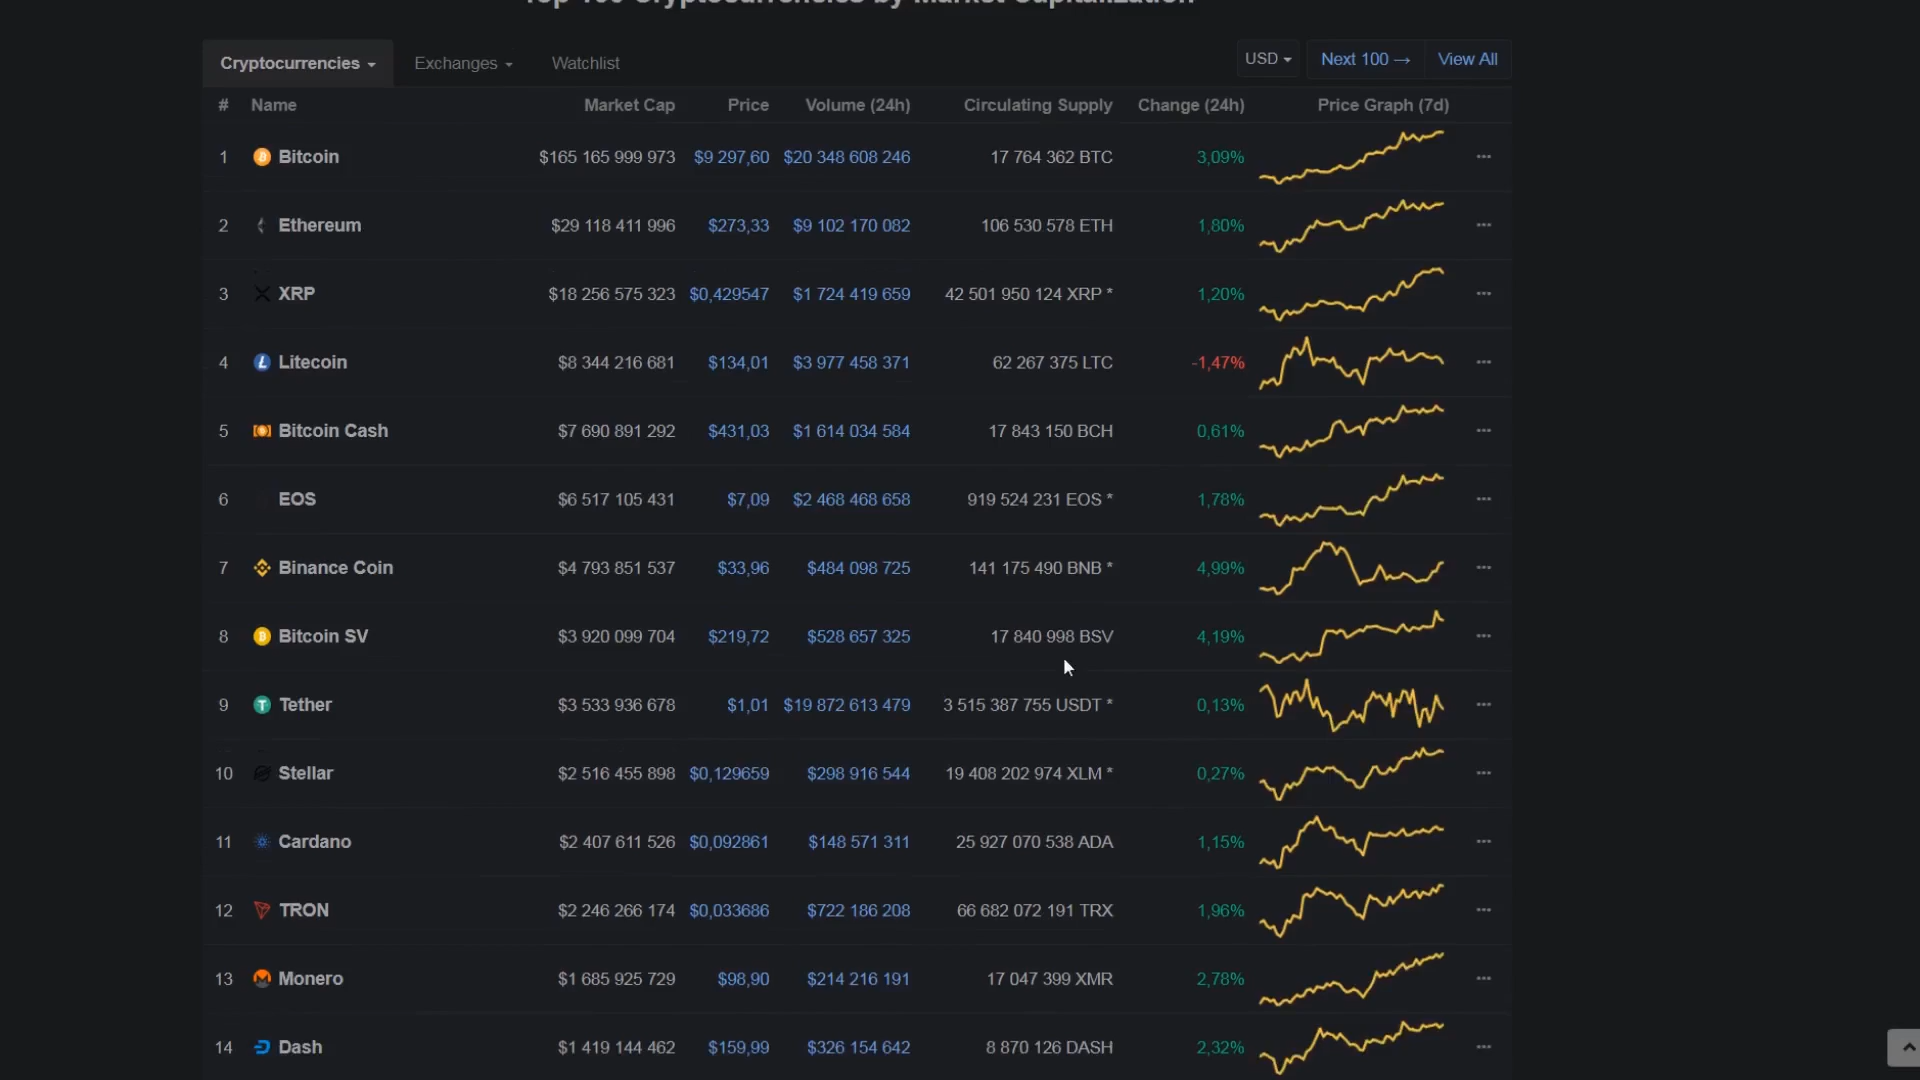 Top 100 Cryptocurrencies by Market Capitalization
Cryptocurrencies Exchanges Watchlist USD Next 100 → View All
# Name Market Cap Price Volume (24h) Circulating Supply Change (24h) Price Graph (7d)
1 Bitcoin $165 165 999 973 $9 297,60 $20 348 608 246 17 764 362 BTC 3,09%
2 Ethereum $29 118 411 996 $273,33 $9 102 170 082 106 530 578 ETH 1,80%
3 XRP $18 256 575 323 $0,429547 $1 724 419 659 42 501 950 124 XRP * 1,20%
4 Litecoin $8 344 216 681 $134,01 $3 977 458 371 62 267 375 LTC -1,47%
5 Bitcoin Cash $7 690 891 292 $431,03 $1 614 034 584 17 843 150 BCH 0,61%
6 EOS $6 517 105 431 $7,09 $2 468 468 658 919 524 231 EOS * 1,78%
7 Binance Coin $4 793 851 537 $33,96 $484 098 725 141 175 490 BNB * 4,99%
8 Bitcoin SV $3 920 099 704 $219,72 $528 657 325 17 840 998 BSV 4,19%
9 Tether $3 533 936 678 $1,01 $19 872 613 479 3 515 387 755 USDT * 0,13%
10 Stellar $2 516 455 898 $0,129659 $298 916 544 19 408 202 974 XLM * 0,27%
11 Cardano $2 407 611 526 $0,092861 $148 571 311 25 927 070 538 ADA 1,15%
12 TRON $2 246 266 174 $0,033686 $722 186 208 66 682 072 191 TRX 1,96%
13 Monero $1 685 925 729 $98,90 $214 216 191 17 047 399 XMR 2,78%
14 Dash $1 419 144 462 $159,99 $326 154 642 8 870 126 DASH 2,32%